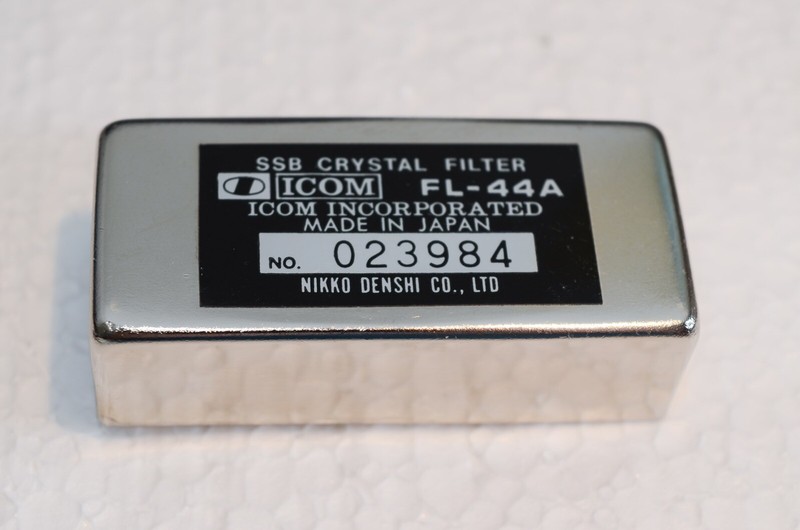 SSB CRYSTAL FILTER
ICOM FL-44A
ICOM INCORPORATED
MADE IN JAPAN
NO. 023984
NIKKO DENSHI CO., LTD